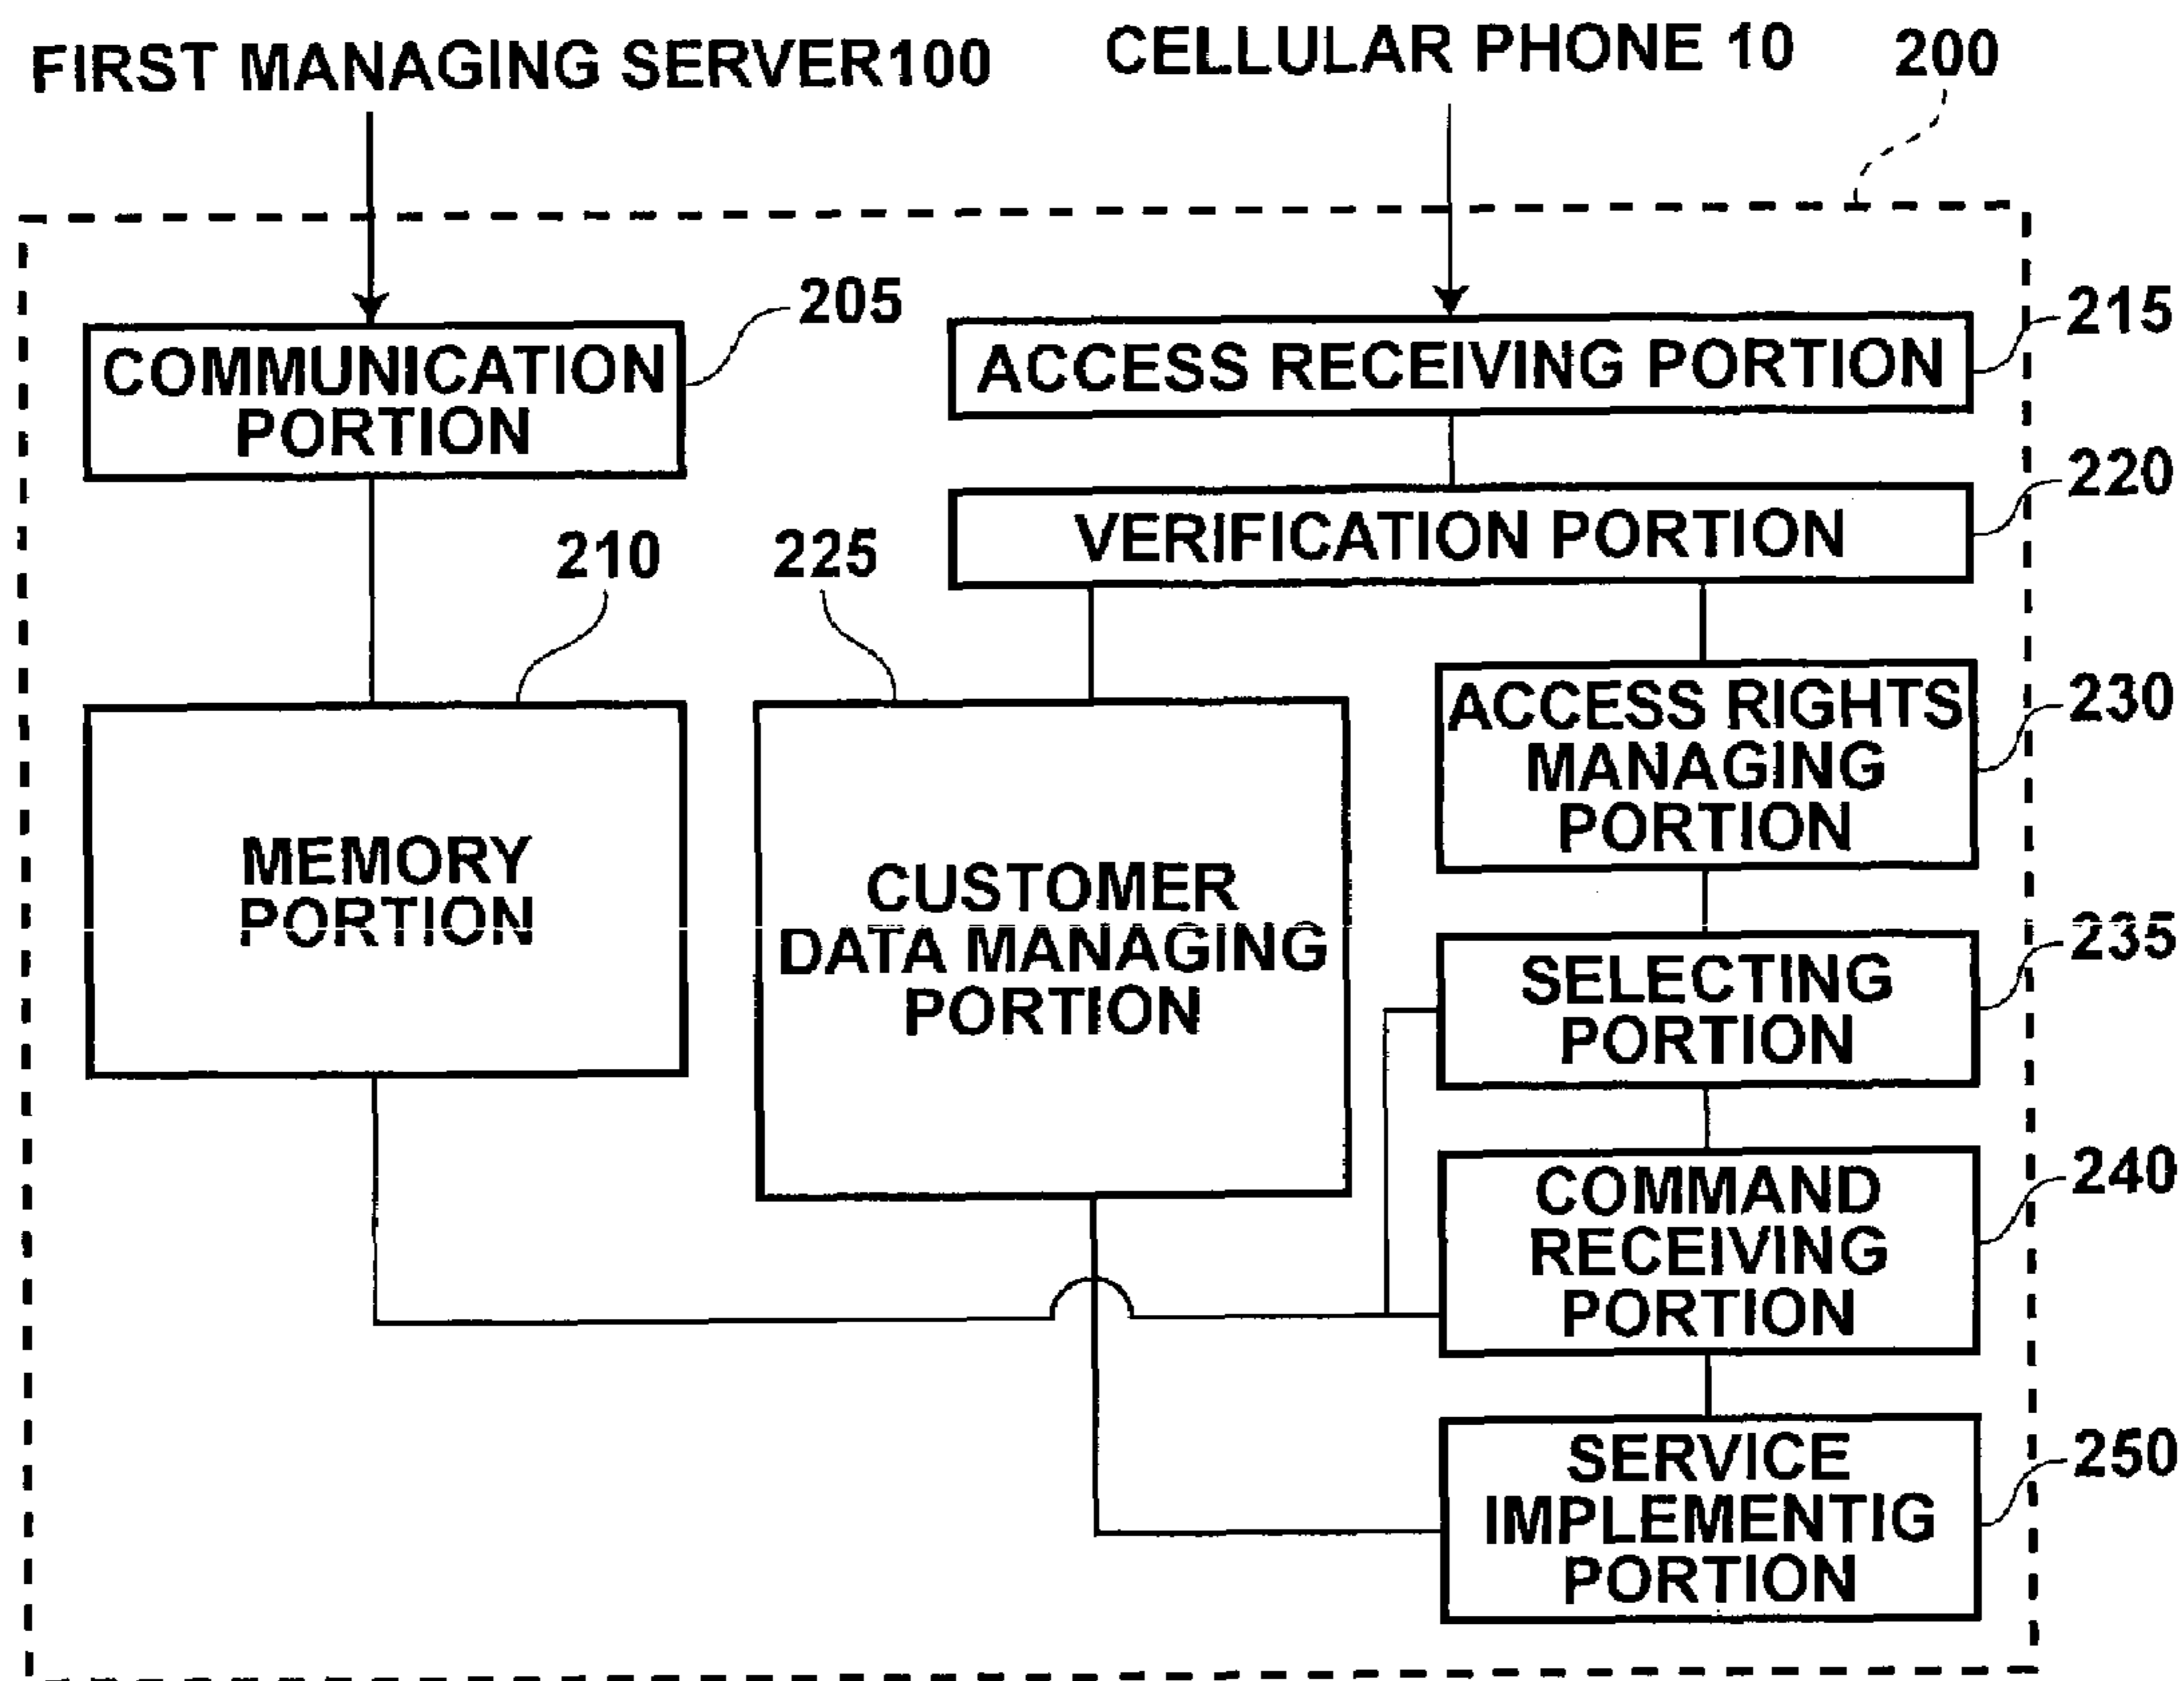 FIRST MANAGING SERVER100
CELLULAR PHONE 10
200
205
COMMUNICATION
PORTION
215
ACCESS RECEIVING PORTION
220
VERIFICATION PORTION
210
225
230
ACCESS RIGHTS
MANAGING
PORTION
MEMORY
PORTION
CUSTOMER
DATA MANAGING
PORTION
235
SELECTING
PORTION
240
COMMAND
RECEIVING
PORTION
250
SERVICE
IMPLEMENTIG
PORTION